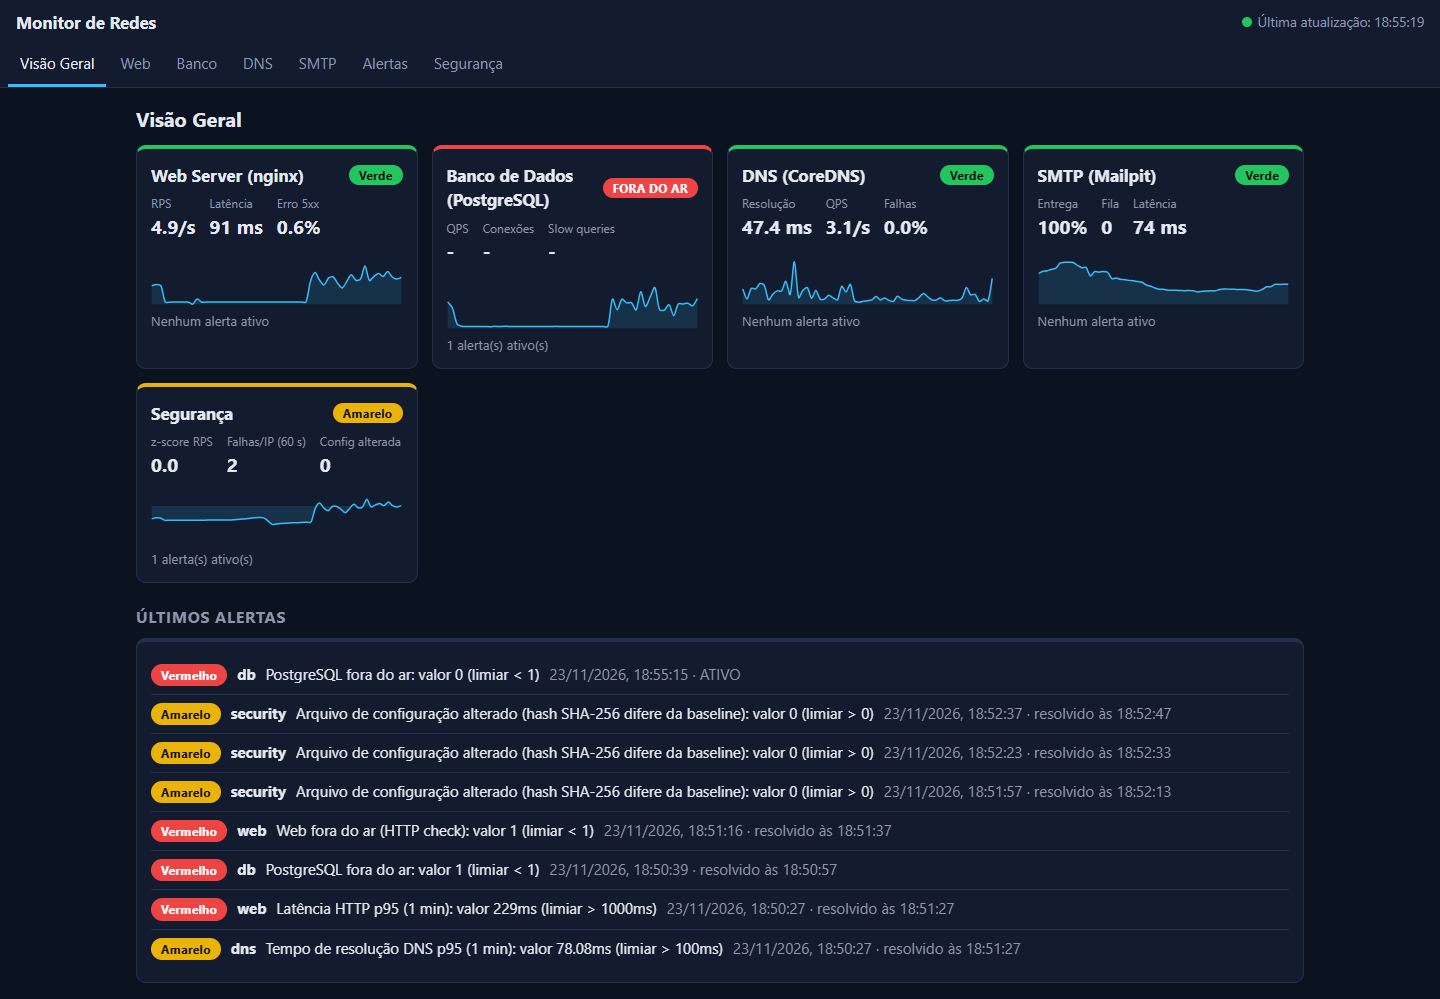 Monitor de Redes
Última atualização: 18:55:19
Visão Geral Web Banco DNS SMTP Alertas Segurança
Visão Geral
Web Server (nginx)
Verde
RPS Latência Erro 5xx
4.9/s 91 ms 0.6%
Nenhum alerta ativo
Banco de Dados
(PostgreSQL)
FORA DO AR
QPS Conexões Slow queries
- - -
1 alerta(s) ativo(s)
DNS (CoreDNS)
Verde
Resolução QPS Falhas
47.4 ms 3.1/s 0.0%
Nenhum alerta ativo
SMTP (Mailpit)
Verde
Entrega Fila Latência
100% 0 74 ms
Nenhum alerta ativo
Segurança
Amarelo
z-score RPS Falhas/IP (60 s) Config alterada
0.0 2 0
1 alerta(s) ativo(s)
ÚLTIMOS ALERTAS
Vermelho db PostgreSQL fora do ar: valor 0 (limiar < 1) 23/11/2026, 18:55:15 · ATIVO
Amarelo security Arquivo de configuração alterado (hash SHA-256 difere da baseline): valor 0 (limiar > 0) 23/11/2026, 18:52:37 · resolvido às 18:52:47
Amarelo security Arquivo de configuração alterado (hash SHA-256 difere da baseline): valor 0 (limiar > 0) 23/11/2026, 18:52:23 · resolvido às 18:52:33
Amarelo security Arquivo de configuração alterado (hash SHA-256 difere da baseline): valor 0 (limiar > 0) 23/11/2026, 18:51:57 · resolvido às 18:52:13
Vermelho web Web fora do ar (HTTP check): valor 1 (limiar < 1) 23/11/2026, 18:51:16 · resolvido às 18:51:37
Vermelho db PostgreSQL fora do ar: valor 1 (limiar < 1) 23/11/2026, 18:50:39 · resolvido às 18:50:57
Vermelho web Latência HTTP p95 (1 min): valor 229ms (limiar > 1000ms) 23/11/2026, 18:50:27 · resolvido às 18:51:27
Amarelo dns Tempo de resolução DNS p95 (1 min): valor 78.08ms (limiar > 100ms) 23/11/2026, 18:50:27 · resolvido às 18:51:27